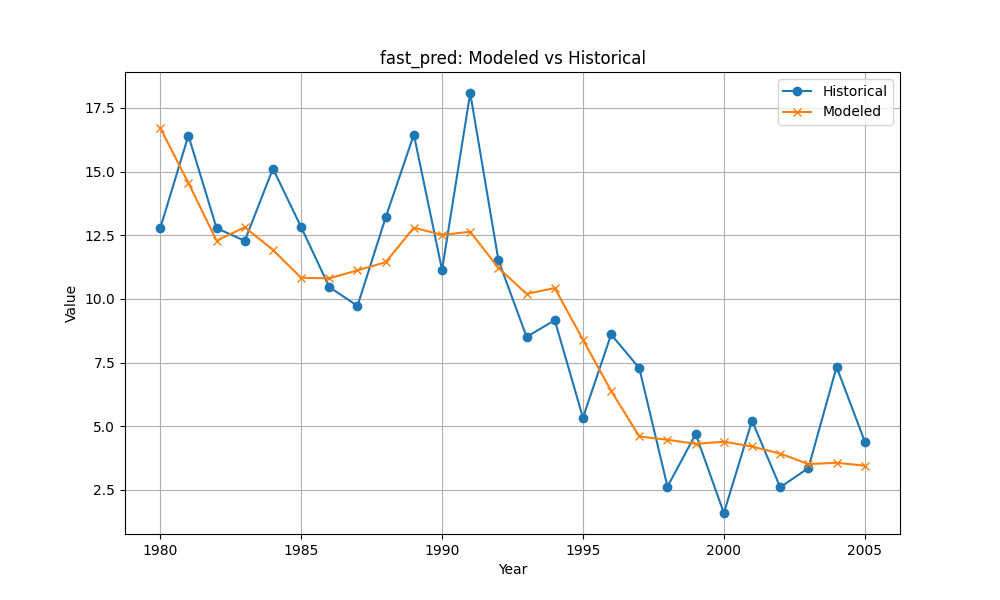 fast_pred: Modeled vs Historical
Historical
Modeled
17.5
15.0
12.5
10.0
7.5
5.0
2.5
Value
1980
1985
1990
1995
2000
2005
Year